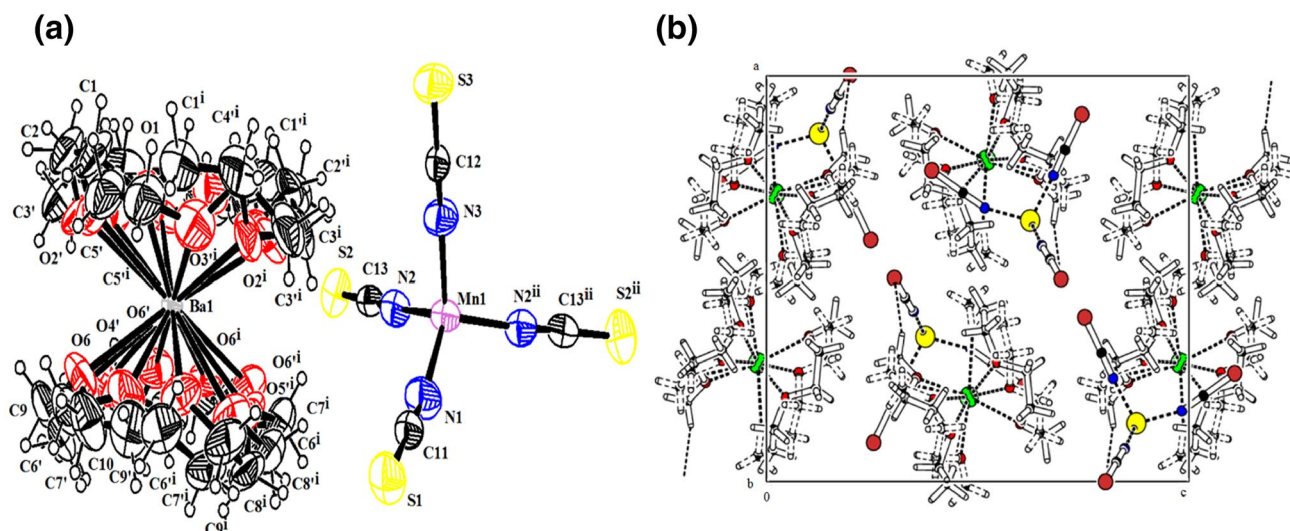 (a)
(b)
S3
C1
C1ⁱ
C4'ⁱ
C1'ⁱ
C2
O1
C2'ⁱ
C12
C3'
C3ⁱ
N3
O2'
C5'
O3'ⁱ
O2ⁱ
C3'ⁱ
C5'ⁱ
S2
C13
N2
Ba1
Mn1
N2ⁱⁱ
C13ⁱⁱ
S2ⁱⁱ
O6'
O4'
O6
O6ⁱ
O6'ⁱ
O5'ⁱ
C9
C7ⁱ
N1
C6ⁱ
C6'
C10
C11
C7'
C9'
C6'ⁱ
C8'ⁱ
C7'ⁱ
C8ⁱ
S1
C9ⁱ
a
b
0
c